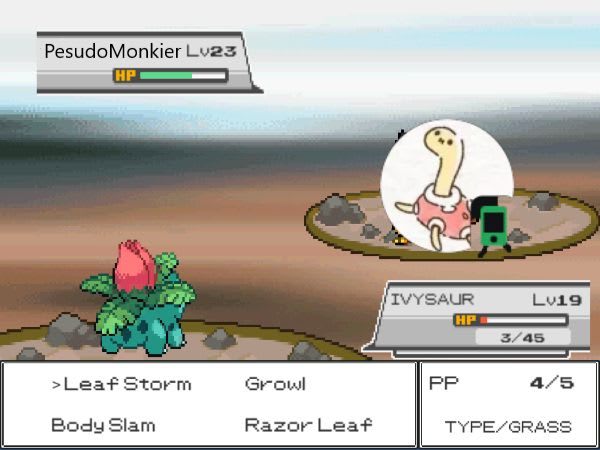 PesudoMonkier Lv23
HP
IVYSAUR Lv19
HP
3/45
>Leaf Storm Growl
Body Slam Razor Leaf
PP 4/5
TYPE/GRASS